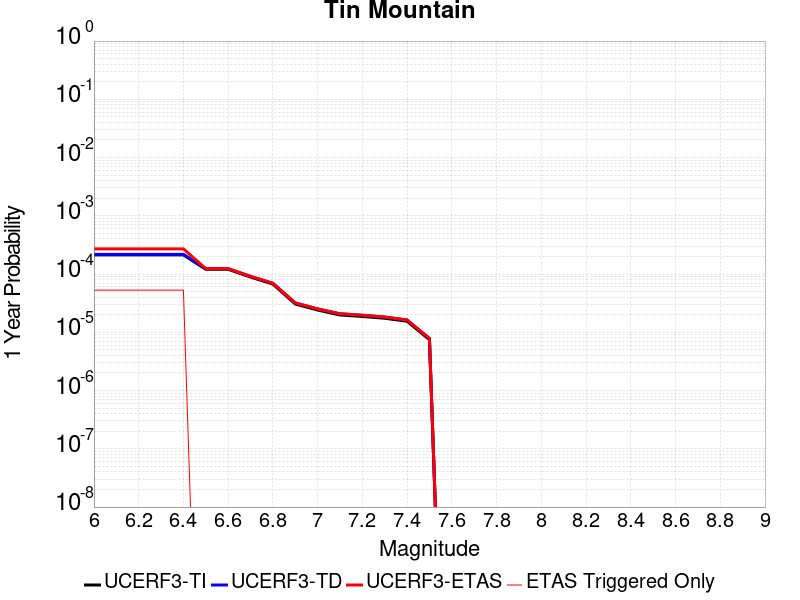 Tin Mountain
10^0
10^-1
10^-2
10^-3
10^-4
10^-5
10^-6
10^-7
10^-8
1 Year Probability
6 6.2 6.4 6.6 6.8 7 7.2 7.4 7.6 7.8 8 8.2 8.4 8.6 8.8 9
Magnitude
UCERF3-TI UCERF3-TD UCERF3-ETAS ETAS Triggered Only